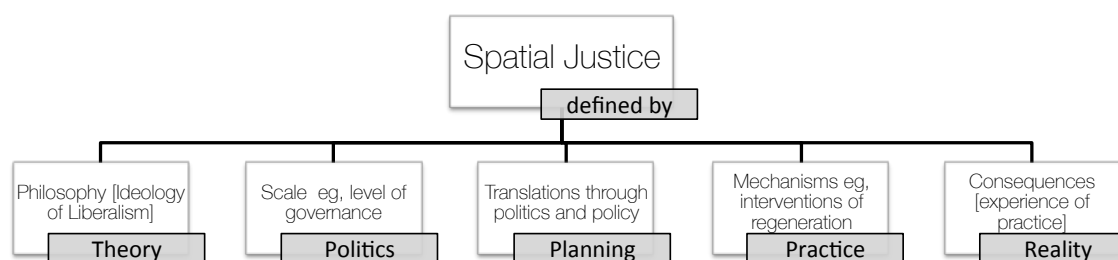 Spatial Justice
defined by
Philosophy [Ideology
of Liberalism]
Theory
Scale eg, level of
governance
Politics
Translations through
politics and policy
Planning
Mechanisms eg,
interventions of
regeneration
Practice
Consequences
[experience of
practice]
Reality